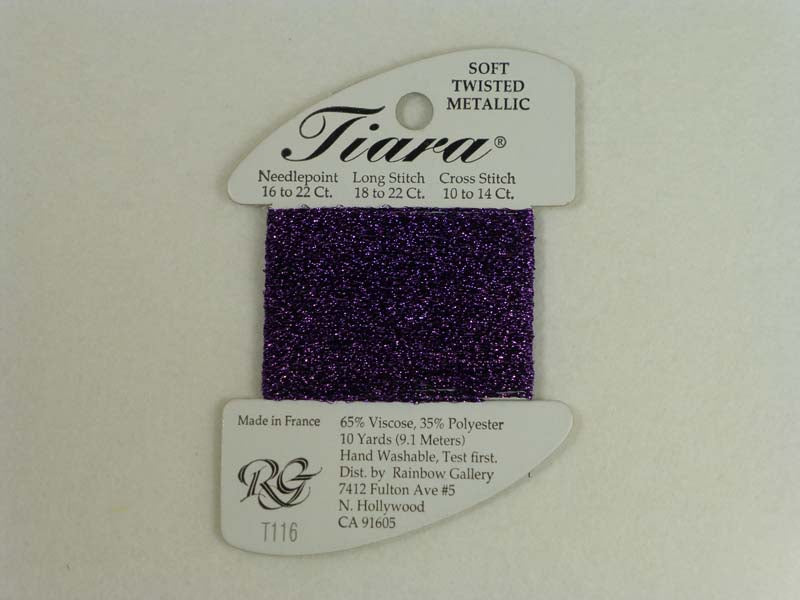 SOFT
TWISTED
METALLIC
Tiara®
Needlepoint Long Stitch Cross Stitch
16 to 22 Ct. 18 to 22 Ct. 10 to 14 Ct.
Made in France
65% Viscose, 35% Polyester
10 Yards (9.1 Meters)
Hand Washable, Test first.
Dist. by Rainbow Gallery
7412 Fulton Ave #5
N. Hollywood
CA 91605
RG
T116